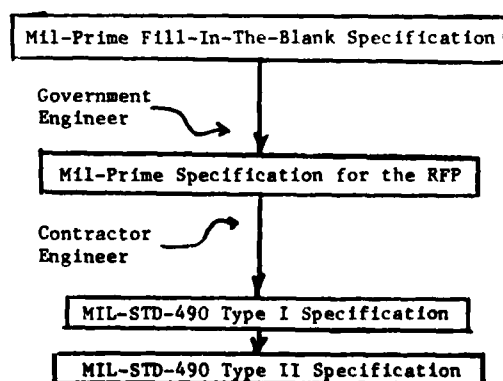 Mil-Prime Fill-In-The-Blank Specification
Government
Engineer
Mil-Prime Specification for the RFP
Contractor
Engineer
MIL-STD-490 Type I Specification
MIL-STD-490 Type II Specification